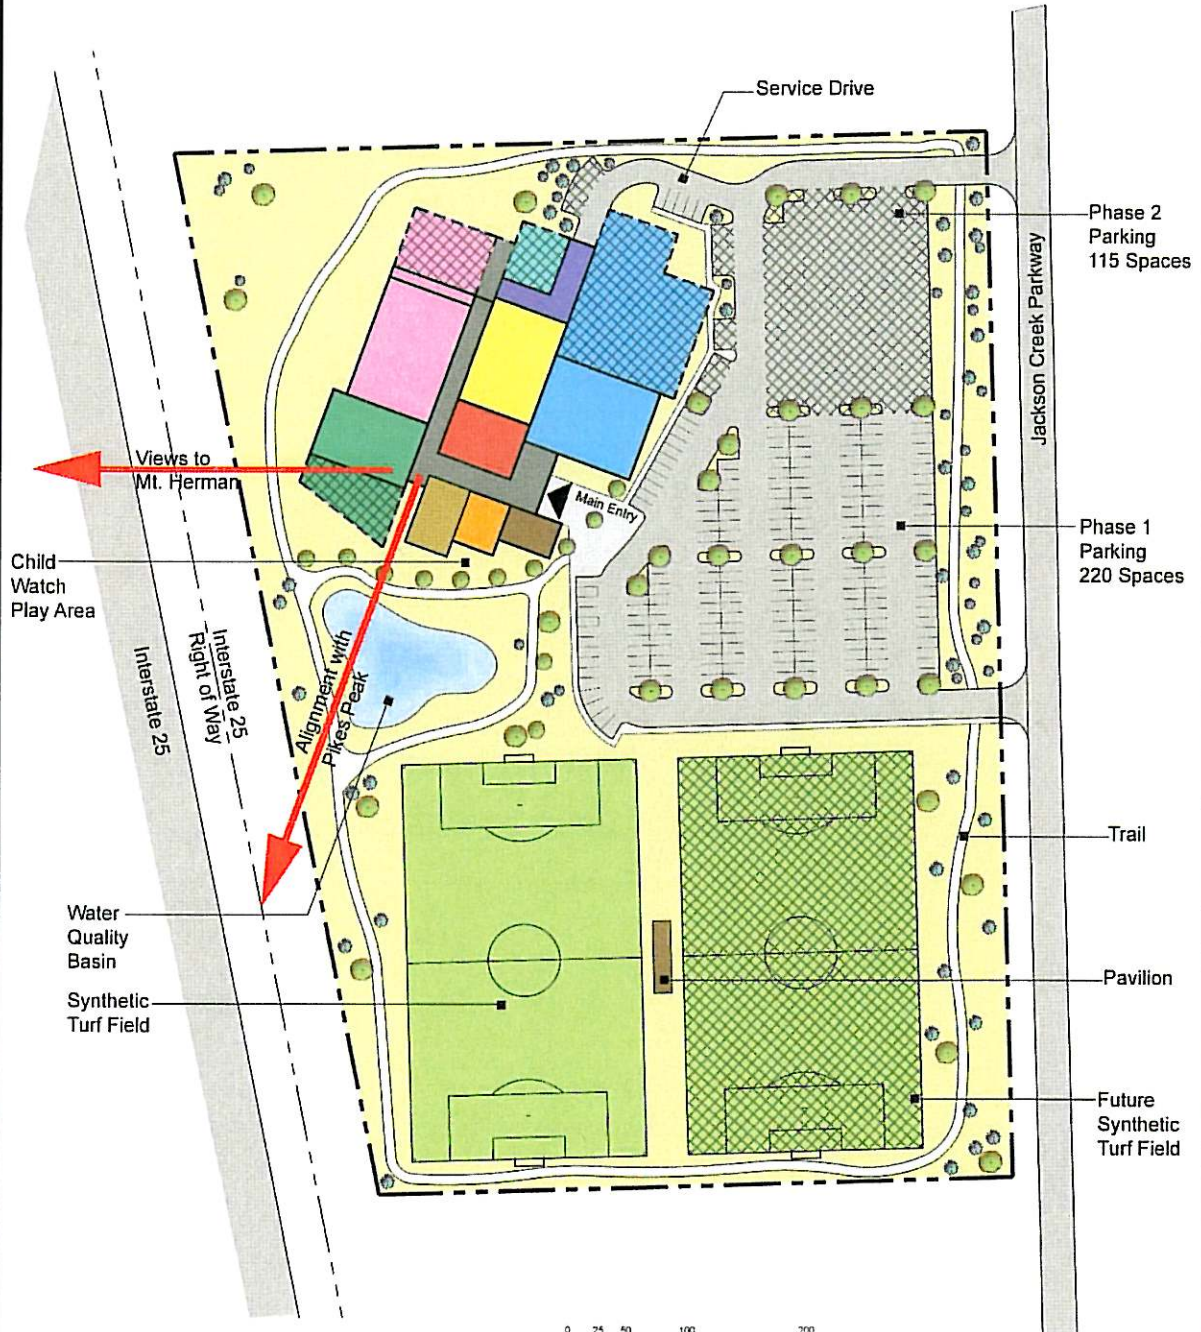 Service Drive
Phase 2
Parking
115 Spaces
Jackson Creek Parkway
Views to
Mt. Herman
Main Entry
Phase 1
Parking
220 Spaces
Child
Watch
Play Area
Interstate 25
Interstate 25
Right of Way
Alignment with
Pikes Peak
Trail
Water
Quality
Basin
Synthetic
Turf Field
Pavilion
Future
Synthetic
Turf Field
0 25 50 100 200